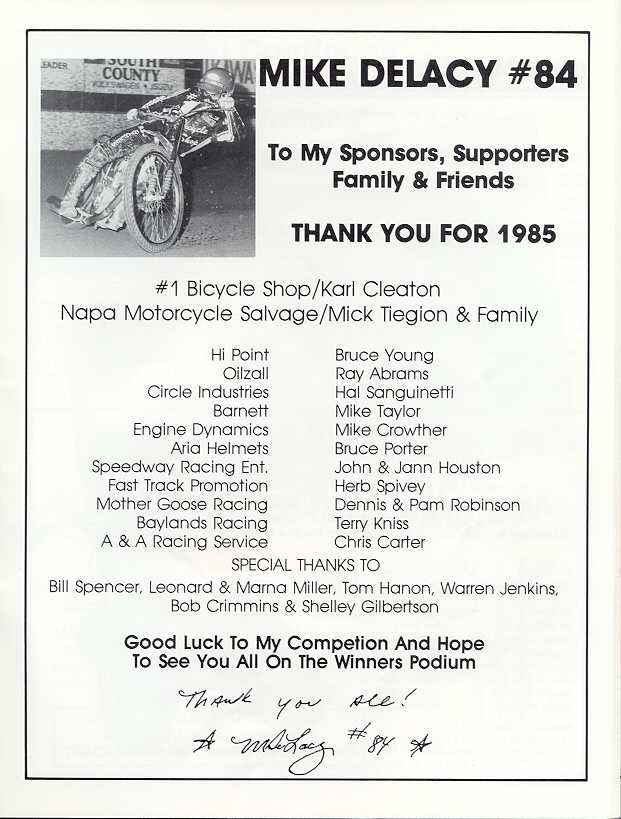 EADER
SOUTH
COUNTY
VOLKSWAGEN • ISUZU
KAWA
MIKE DELACY #84
To My Sponsors, Supporters
Family & Friends
THANK YOU FOR 1985
#1 Bicycle Shop/Karl Cleaton
Napa Motorcycle Salvage/Mick Tiegion & Family
Hi Point Bruce Young
Oilzall Ray Abrams
Circle Industries Hal Sanguinetti
Barnett Mike Taylor
Engine Dynamics Mike Crowther
Aria Helmets Bruce Porter
Speedway Racing Ent. John & Jann Houston
Fast Track Promotion Herb Spivey
Mother Goose Racing Dennis & Pam Robinson
Baylands Racing Terry Kniss
A & A Racing Service Chris Carter
SPECIAL THANKS TO
Bill Spencer, Leonard & Marna Miller, Tom Hanon, Warren Jenkins,
Bob Crimmins & Shelley Gilbertson
Good Luck To My Competion And Hope
To See You All On The Winners Podium
Thank you all!
#84